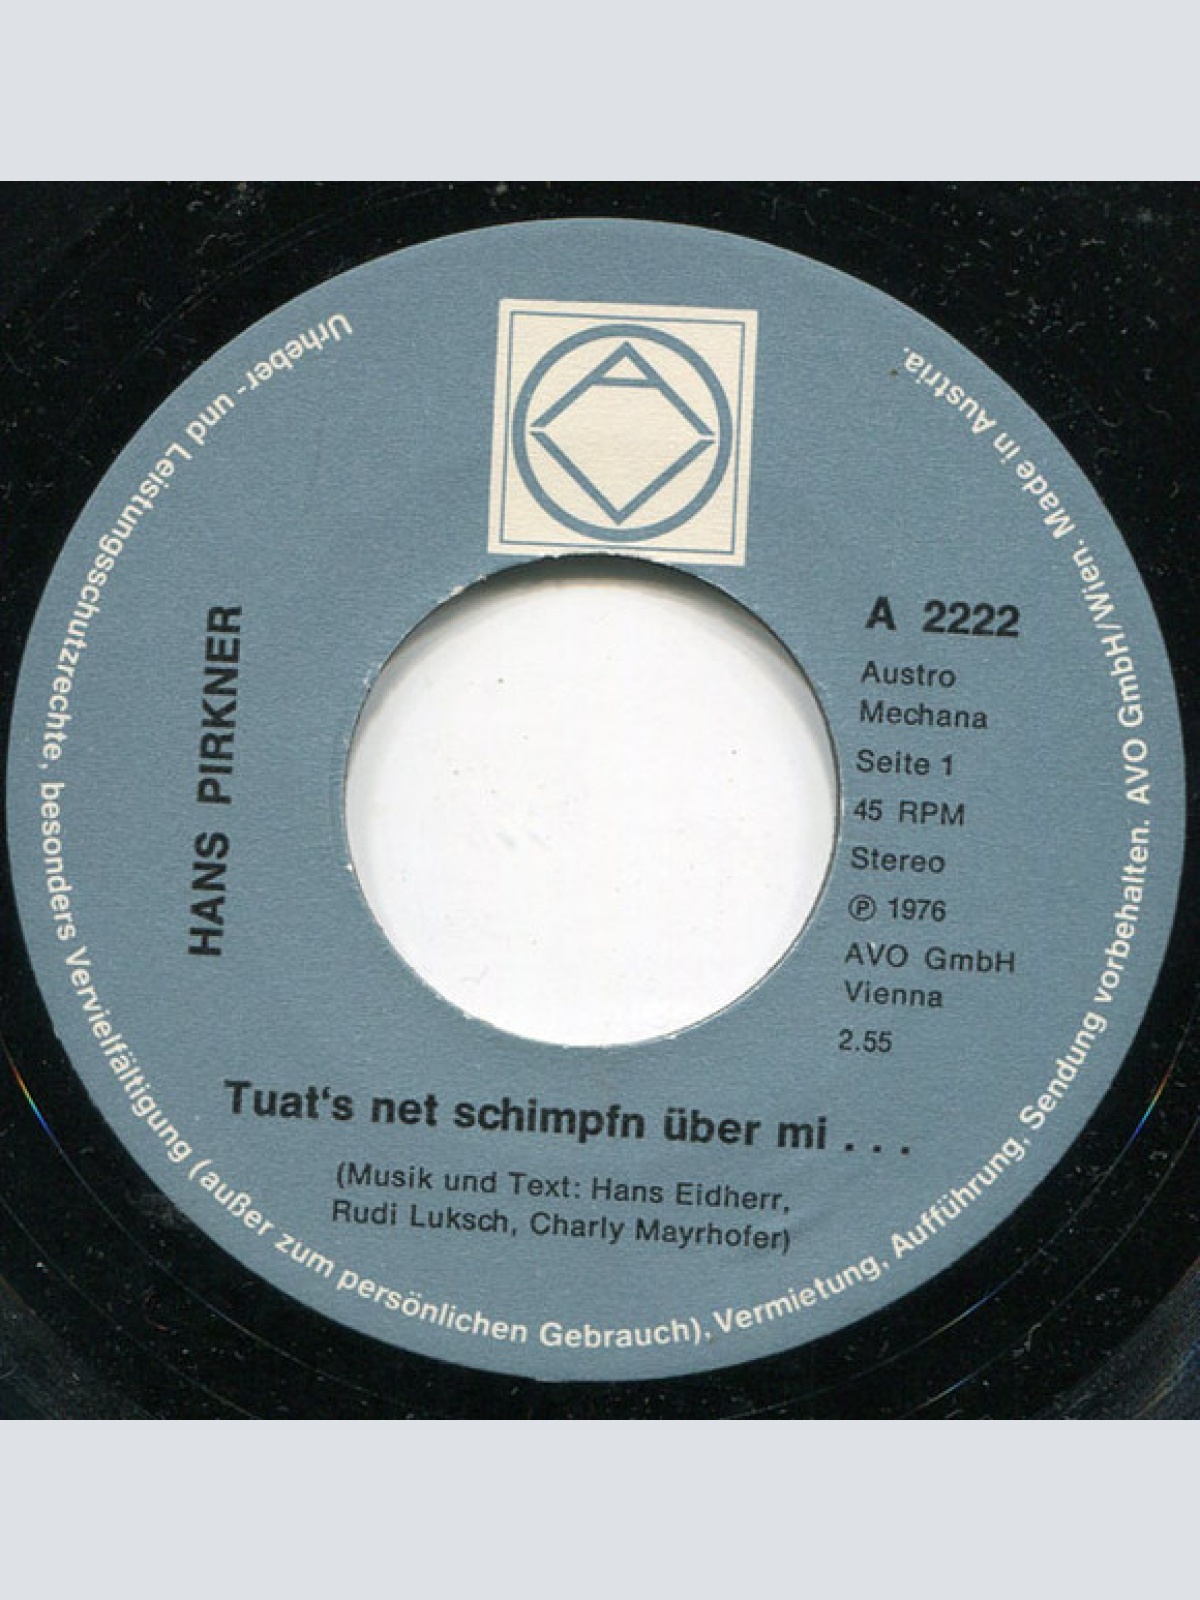 A
HANS PIRKNER
A 2222
Austro
Mechana
Seite 1
45 RPM
Stereo
℗ 1976
AVO GmbH
Vienna
2.55
Tuat's net schimpfn über mi . . .
(Musik und Text: Hans Eidherr,
Rudi Luksch, Charly Mayrhofer)
Urheber- und Leistungsschutzrechte, besonders Vervielfältigung (außer zum persönlichen Gebrauch), Vermietung, Aufführung, Sendung vorbehalten. AVO GmbH/Wien. Made in Austria.